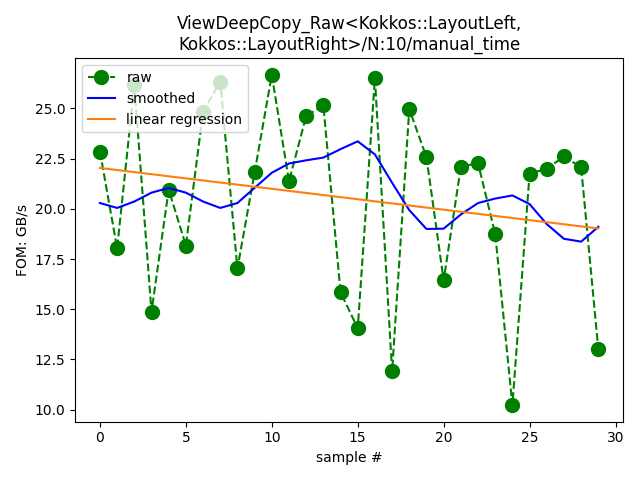 ViewDeepCopy_Raw<Kokkos::LayoutLeft,
Kokkos::LayoutRight>/N:10/manual_time
raw
smoothed
linear regression
FOM: GB/s
25.0
22.5
20.0
17.5
15.0
12.5
10.0
0 5 10 15 20 25 30
sample #